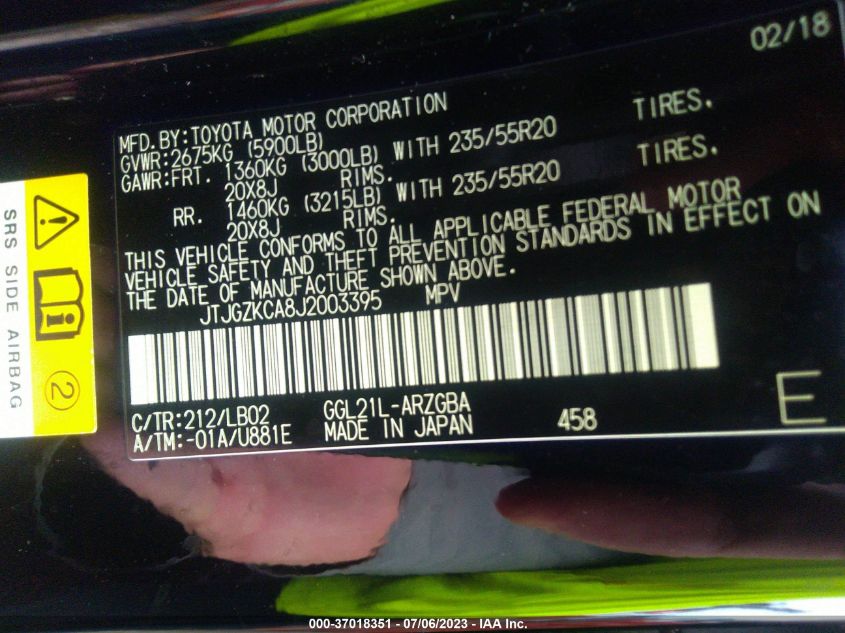 02/18
MFD.BY:TOYOTA MOTOR CORPORATION
GVWR:2675KG (5900LB)
GAWR:FRT. 1360KG (3000LB) WITH 235/55R20 TIRES.
20X8J RIMS.
RR. 1460KG (3215LB) WITH 235/55R20 TIRES.
20X8J RIMS.
THIS VEHICLE CONFORMS TO ALL APPLICABLE FEDERAL MOTOR
VEHICLE SAFETY AND THEFT PREVENTION STANDARDS IN EFFECT ON
THE DATE OF MANUFACTURE SHOWN ABOVE.
JTJGZKCA8J2003395 MPV
C/TR:212/LB02 GGL21L-ARZGBA
A/TM:-01A/U881E MADE IN JAPAN 458
E
SRS SIDE AIRBAG
2
000-37018351 - 07/06/2023 - IAA Inc.